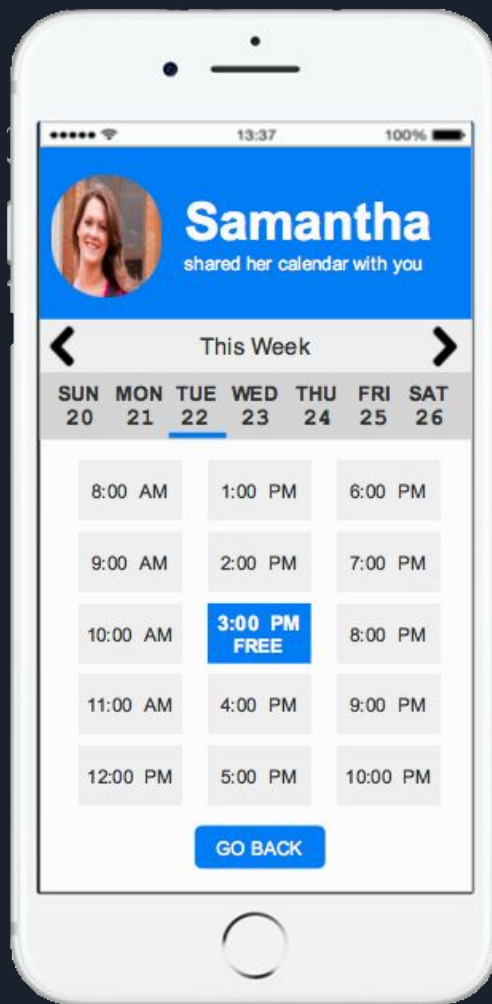 13:37 100%
Samantha
shared her calendar with you
This Week
SUN MON TUE WED THU FRI SAT
20 21 22 23 24 25 26
8:00 AM 1:00 PM 6:00 PM
9:00 AM 2:00 PM 7:00 PM
10:00 AM 3:00 PM FREE 8:00 PM
11:00 AM 4:00 PM 9:00 PM
12:00 PM 5:00 PM 10:00 PM
GO BACK